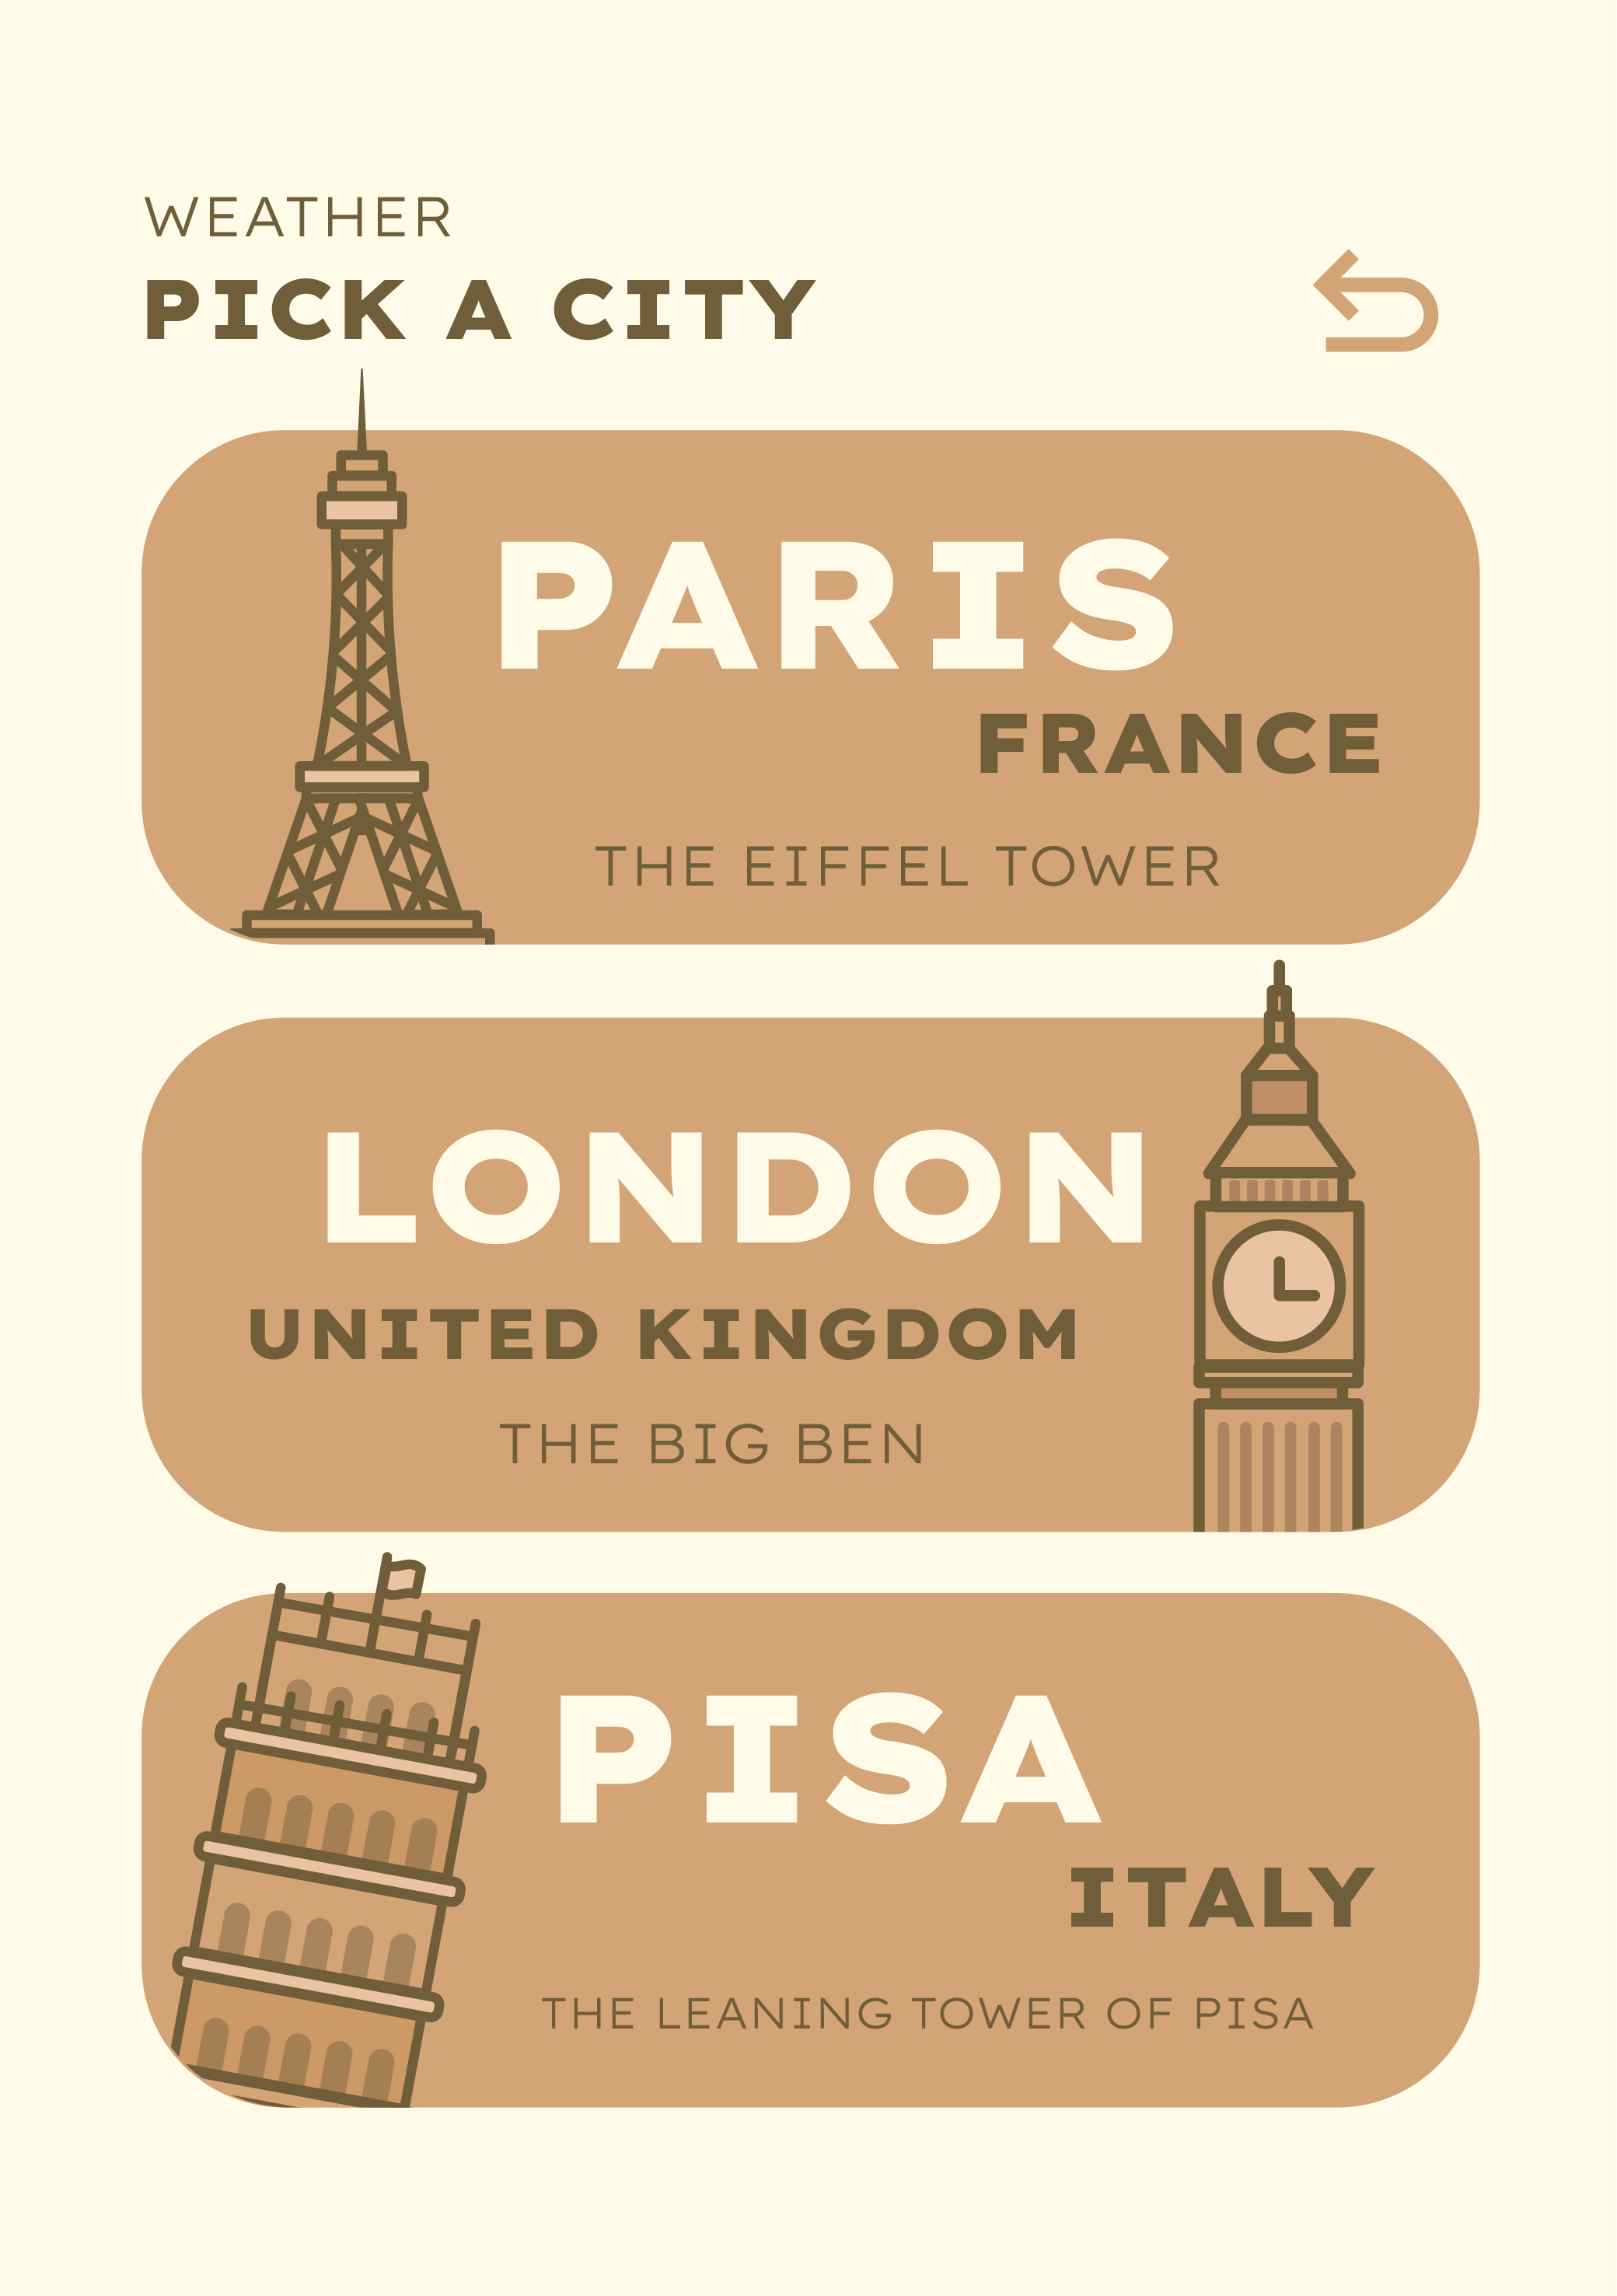 WEATHER
PICK A CITY
PARIS
FRANCE
THE EIFFEL TOWER
LONDON
UNITED KINGDOM
THE BIG BEN
PISA
ITALY
THE LEANING TOWER OF PISA